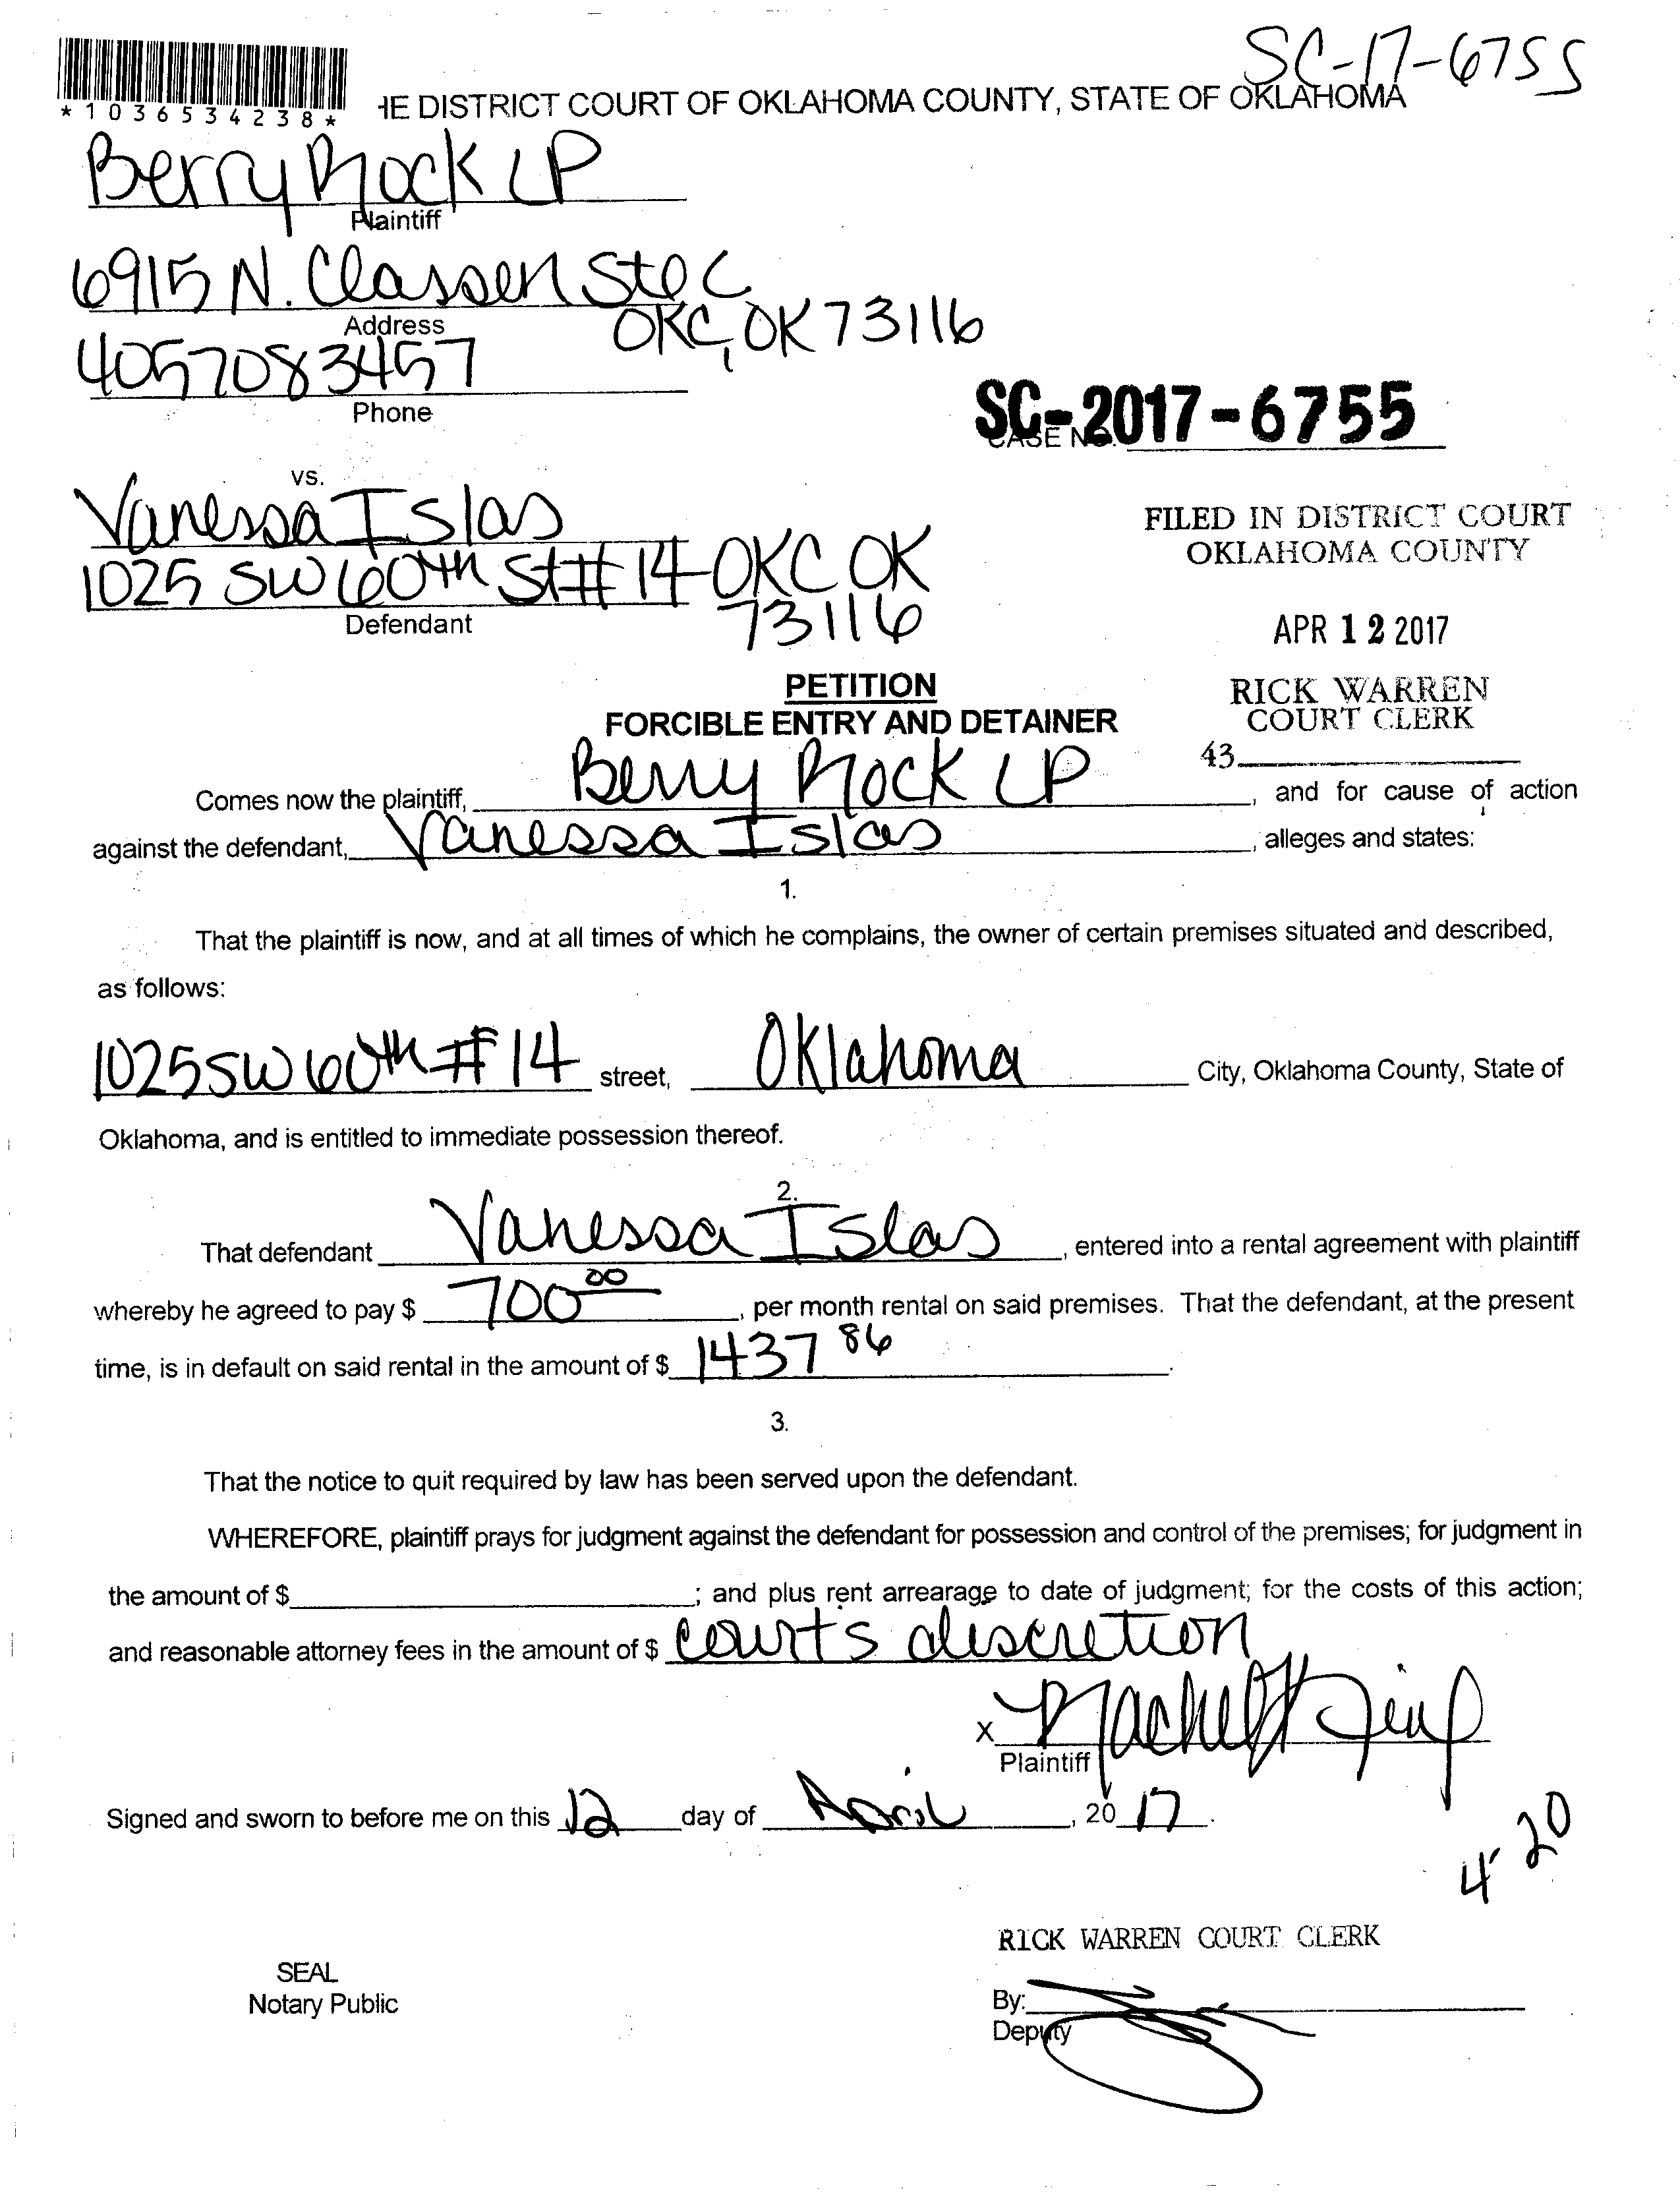 SC-17-6755
*1036534238*
HE DISTRICT COURT OF OKLAHOMA COUNTY, STATE OF OKLAHOMA
Berry Rock LP
Plaintiff
6915 N. Classen Ste C
Address
OKC, OK 73116
4057083457
Phone
SC-2017-6755
CASE NO.
vs.
Vanessa Islas
1025 SW 60th St #14 OKC OK
73116
Defendant
FILED IN DISTRICT COURT
OKLAHOMA COUNTY
APR 12 2017
RICK WARREN
COURT CLERK
43
PETITION
FORCIBLE ENTRY AND DETAINER
Comes now the plaintiff, Berry Rock LP, and for cause of action
against the defendant, Vanessa Islas, alleges and states:
1.
That the plaintiff is now, and at all times of which he complains, the owner of certain premises situated and described,
as follows:
1025 SW 60th #14 street, Oklahoma City, Oklahoma County, State of
Oklahoma, and is entitled to immediate possession thereof.
2.
That defendant Vanessa Islas, entered into a rental agreement with plaintiff
whereby he agreed to pay $ 700 00, per month rental on said premises. That the defendant, at the present
time, is in default on said rental in the amount of $ 1437 86.
3.
That the notice to quit required by law has been served upon the defendant.
WHEREFORE, plaintiff prays for judgment against the defendant for possession and control of the premises; for judgment in
the amount of $ ; and plus rent arrearage to date of judgment; for the costs of this action;
and reasonable attorney fees in the amount of $ courts discretion
X
Plaintiff
Signed and sworn to before me on this 12 day of April, 20 17.
4-20
RICK WARREN COURT CLERK
SEAL
Notary Public
By:
Deputy